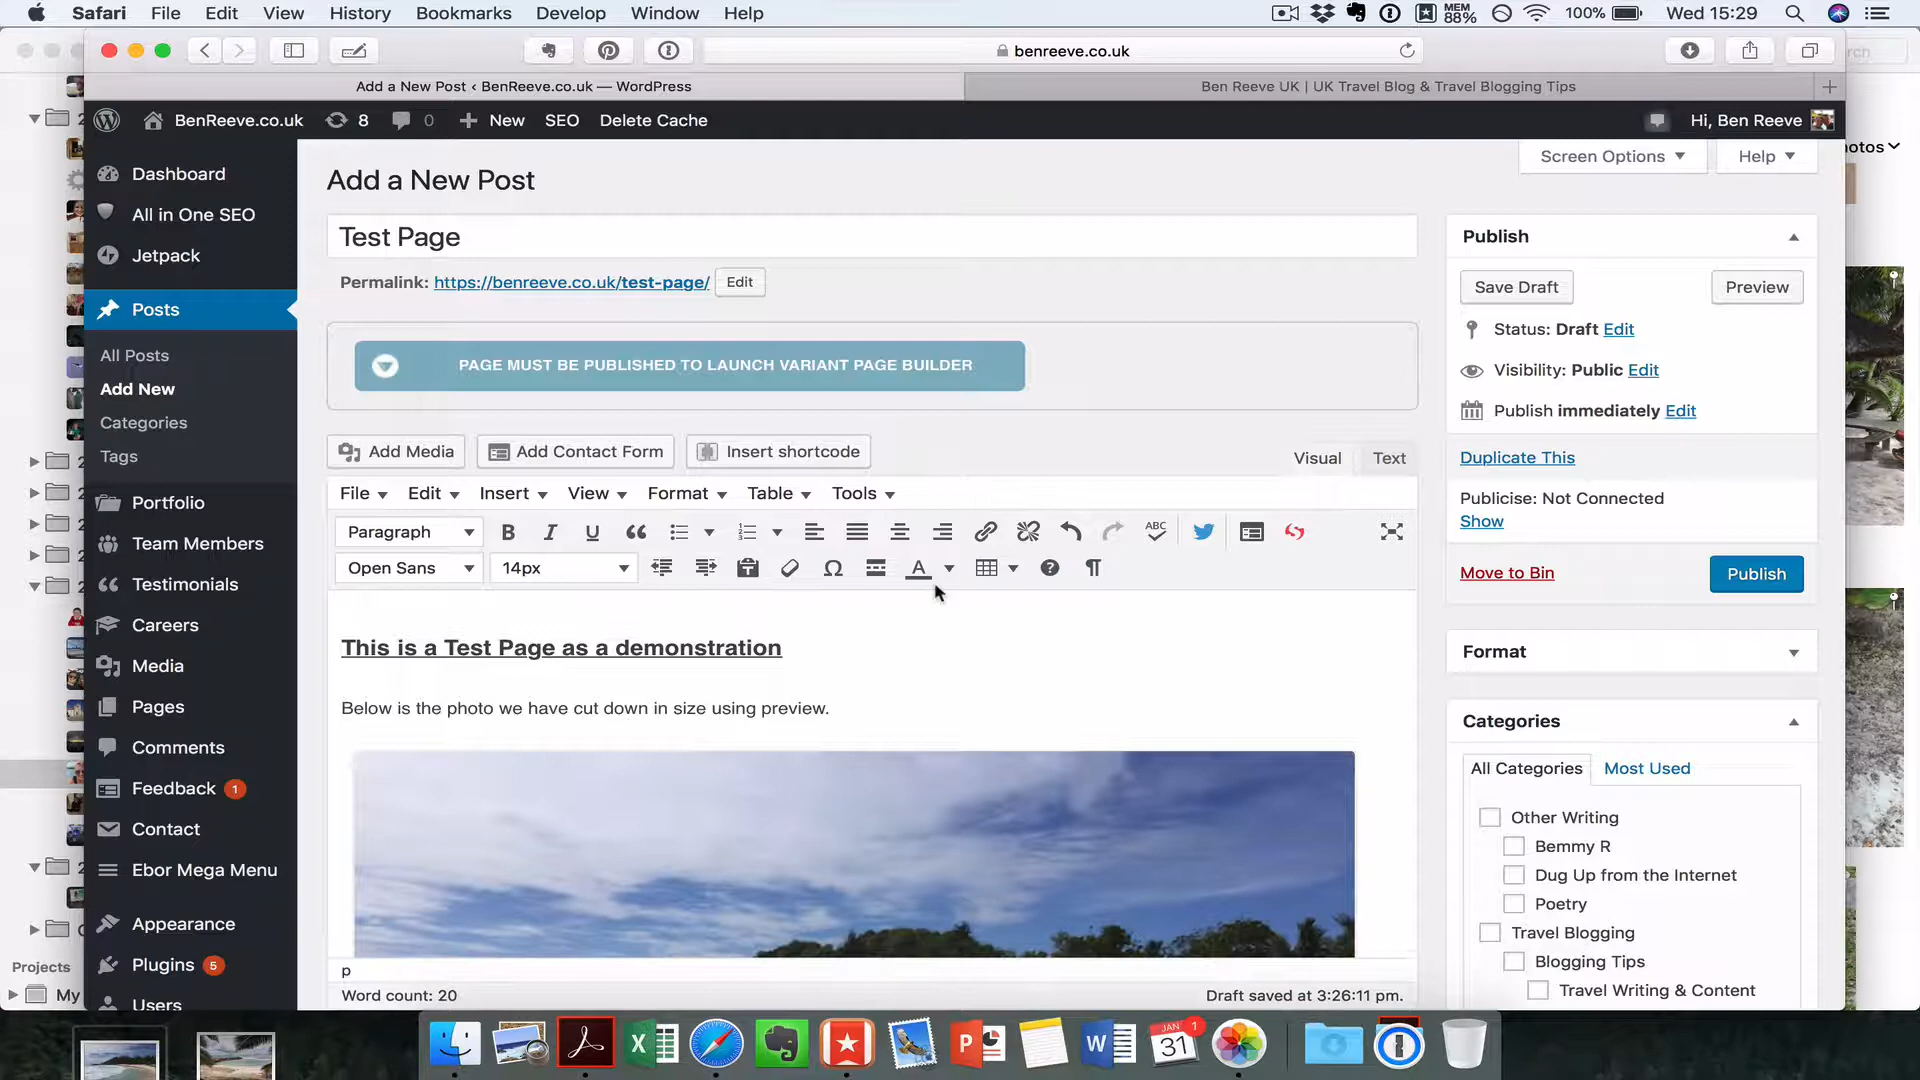 Safari File Edit View History Bookmarks Develop Window Help MEM 88% 100% Wed 15:29
benreeve.co.uk
Add a New Post ‹ BenReeve.co.uk — WordPress
Ben Reeve UK | UK Travel Blog & Travel Blogging Tips
BenReeve.co.uk 8 0 New SEO Delete Cache Hi, Ben Reeve
Screen Options Help
Dashboard
All in One SEO
Jetpack
Posts
All Posts
Add New
Categories
Tags
Portfolio
Team Members
Testimonials
Careers
Media
Pages
Comments
Feedback 1
Contact
Ebor Mega Menu
Appearance
Plugins 5
Users
Add a New Post
Test Page
Permalink: https://benreeve.co.uk/test-page/ Edit
PAGE MUST BE PUBLISHED TO LAUNCH VARIANT PAGE BUILDER
Add Media Add Contact Form Insert shortcode
Visual Text
File Edit Insert View Format Table Tools
Paragraph B I U ABC
Open Sans 14px Ω A
This is a Test Page as a demonstration
Below is the photo we have cut down in size using preview.
p
Word count: 20 Draft saved at 3:26:11 pm.
Publish
Save Draft Preview
Status: Draft Edit
Visibility: Public Edit
Publish immediately Edit
Duplicate This
Publicise: Not Connected
Show
Move to Bin Publish
Format
Categories
All Categories Most Used
Other Writing
Bemmy R
Dug Up from the Internet
Poetry
Travel Blogging
Blogging Tips
Travel Writing & Content
Projects
My
JAN 1
31